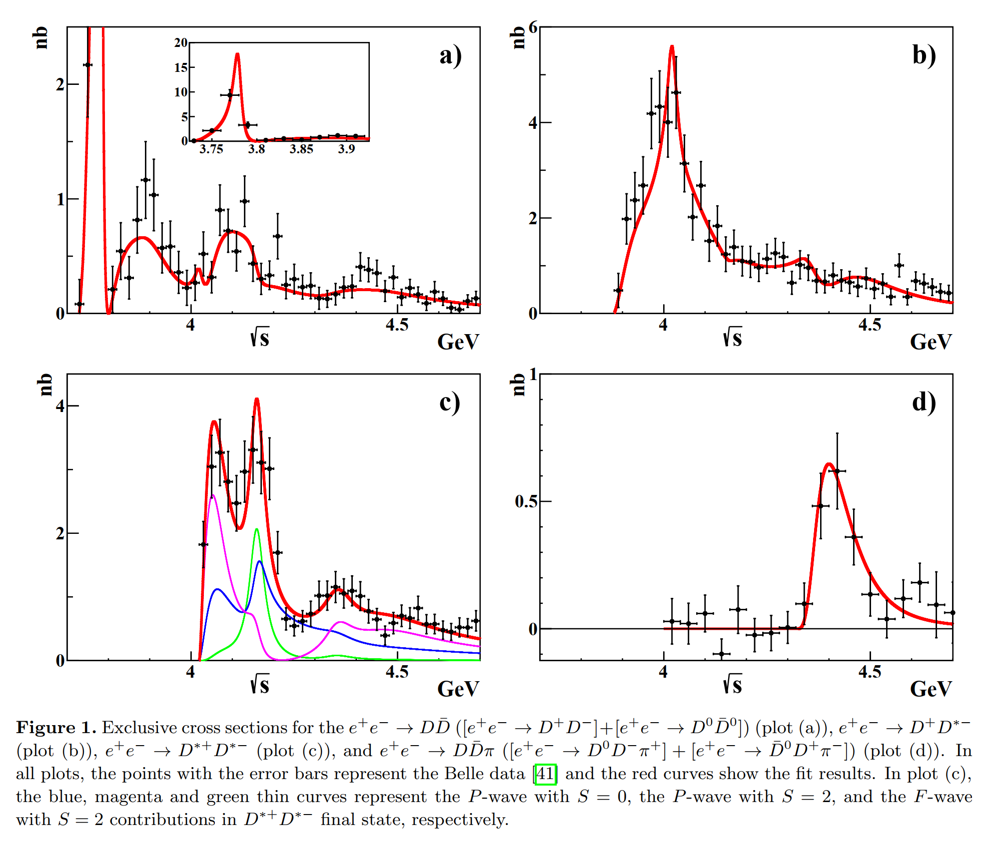 nb
a)
2
1
0
20
15
10
5
0
3.75 3.8 3.85 3.9
4 4.5
√s
GeV
nb
b)
6
4
2
0
4 4.5
√s
GeV
nb
c)
4
2
0
4 4.5
√s
GeV
nb
d)
1
0.5
0
4 4.5
√s
GeV
Figure 1. Exclusive cross sections for the e⁺e⁻ → DD̄ ([e⁺e⁻ → D⁺D⁻]+[e⁺e⁻ → D⁰D̄⁰]) (plot (a)), e⁺e⁻ → D⁺D*⁻
(plot (b)), e⁺e⁻ → D*⁺D*⁻ (plot (c)), and e⁺e⁻ → DD̄π ([e⁺e⁻ → D⁰D⁻π⁺] + [e⁺e⁻ → D̄⁰D⁺π⁻]) (plot (d)). In
all plots, the points with the error bars represent the Belle data [41] and the red curves show the fit results. In plot (c),
the blue, magenta and green thin curves represent the P-wave with S = 0, the P-wave with S = 2, and the F-wave
with S = 2 contributions in D*⁺D*⁻ final state, respectively.